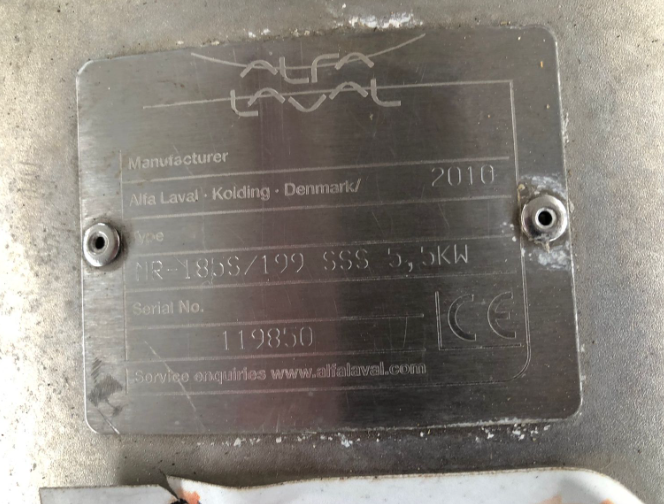 ALFA
LAVAL
Manufacturer
Alfa Laval · Kolding · Denmark/ 2010
Type
MR-185S/199 SSS 5,5KW
Serial No.
119850
CE
Service enquiries www.alfalaval.com